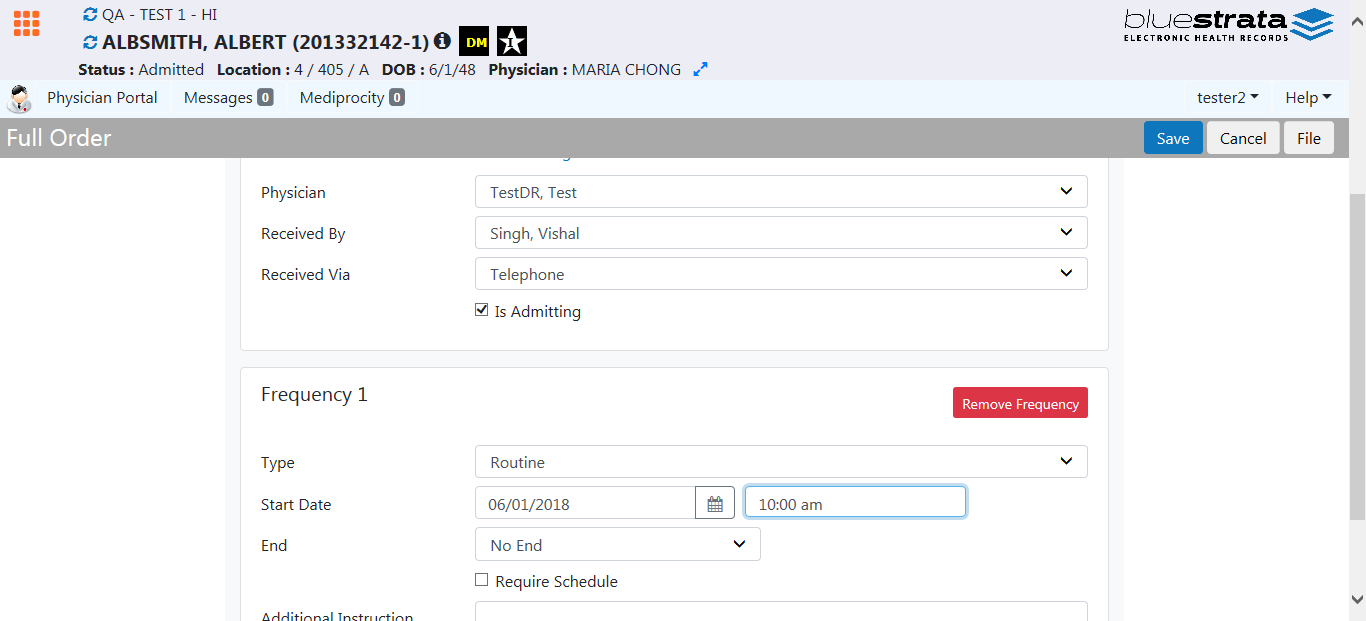 QA - TEST 1 - HI
ALBSMITH, ALBERT (201332142-1) DM 1
Status : Admitted Location : 4 / 405 / A DOB : 6/1/48 Physician : MARIA CHONG
bluestrata
ELECTRONIC HEALTH RECORDS
Physician Portal Messages 0 Mediprocity 0 tester2 Help
Full Order Save Cancel File
Physician TestDR, Test
Received By Singh, Vishal
Received Via Telephone
Is Admitting
Frequency 1 Remove Frequency
Type Routine
Start Date 06/01/2018 10:00 am
End No End
Require Schedule
Additional Instruction